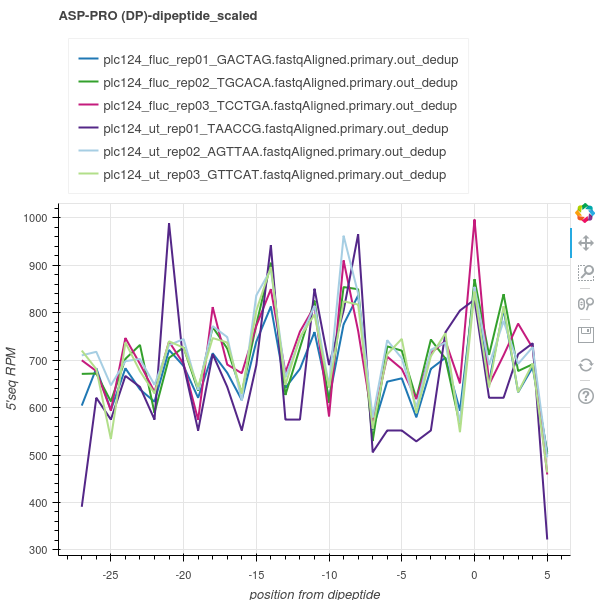 ASP-PRO (DP)-dipeptide_scaled
plc124_fluc_rep01_GACTAG.fastqAligned.primary.out_dedup
plc124_fluc_rep02_TGCACA.fastqAligned.primary.out_dedup
plc124_fluc_rep03_TCCTGA.fastqAligned.primary.out_dedup
plc124_ut_rep01_TAACCG.fastqAligned.primary.out_dedup
plc124_ut_rep02_AGTTAA.fastqAligned.primary.out_dedup
plc124_ut_rep03_GTTCAT.fastqAligned.primary.out_dedup
1000
900
800
700
600
500
400
300
5'seq RPM
-25 -20 -15 -10 -5 0 5
position from dipeptide